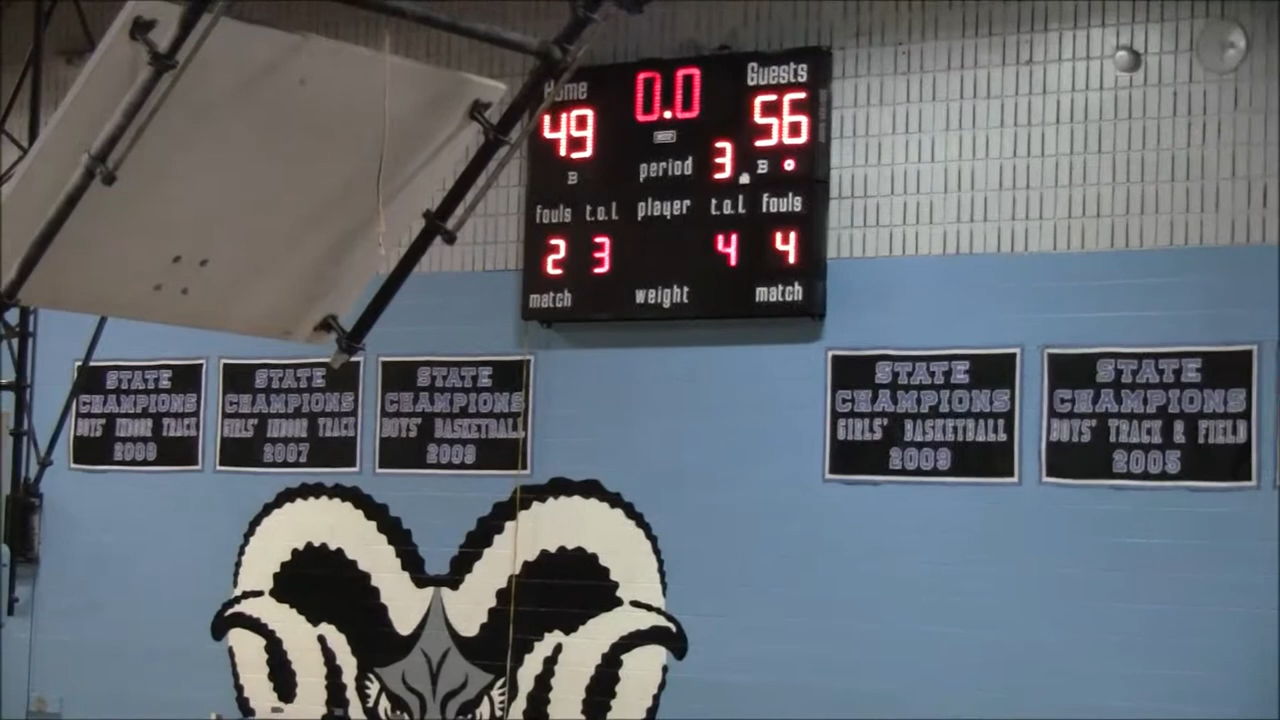 Home 0.0 Guests
49 56
period 3
B B
fouls t.o.l player t.o.l fouls
2 3 4 4
match weight match
STATE
CHAMPIONS
BOYS' INDOOR TRACK
STATE
CHAMPIONS
GIRLS' INDOOR TRACK
2007
STATE
CHAMPIONS
BOYS' BASKETBALL
2009
STATE
CHAMPIONS
GIRLS' BASKETBALL
2009
STATE
CHAMPIONS
BOYS' TRACK & FIELD
2005